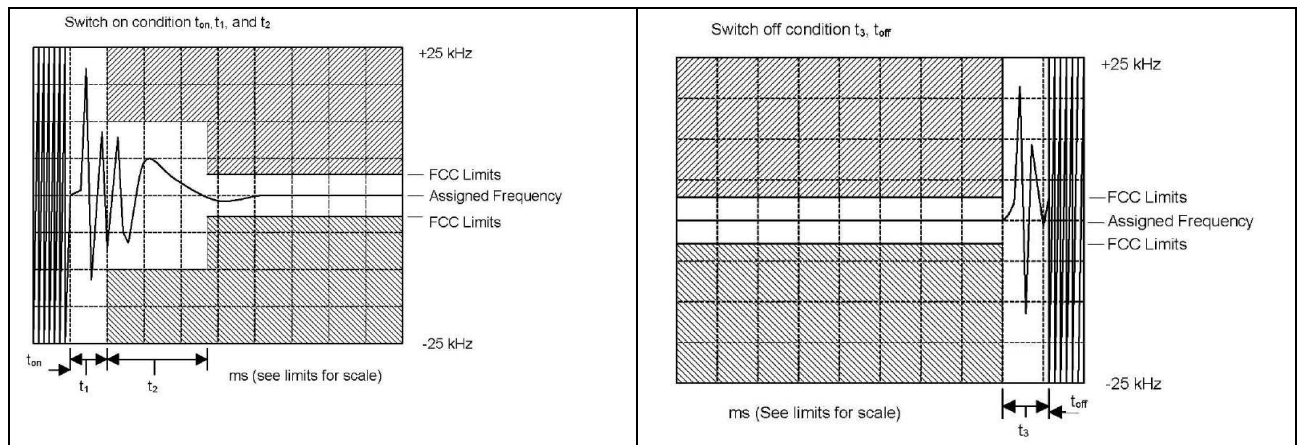 Switch on condition ton, t1, and t2
+25 kHz
FCC Limits
Assigned Frequency
FCC Limits
-25 kHz
ton
t1
t2
ms (see limits for scale)
Switch off condition t3, toff
+25 kHz
FCC Limits
Assigned Frequency
FCC Limits
-25 kHz
ms (See limits for scale)
t3
toff